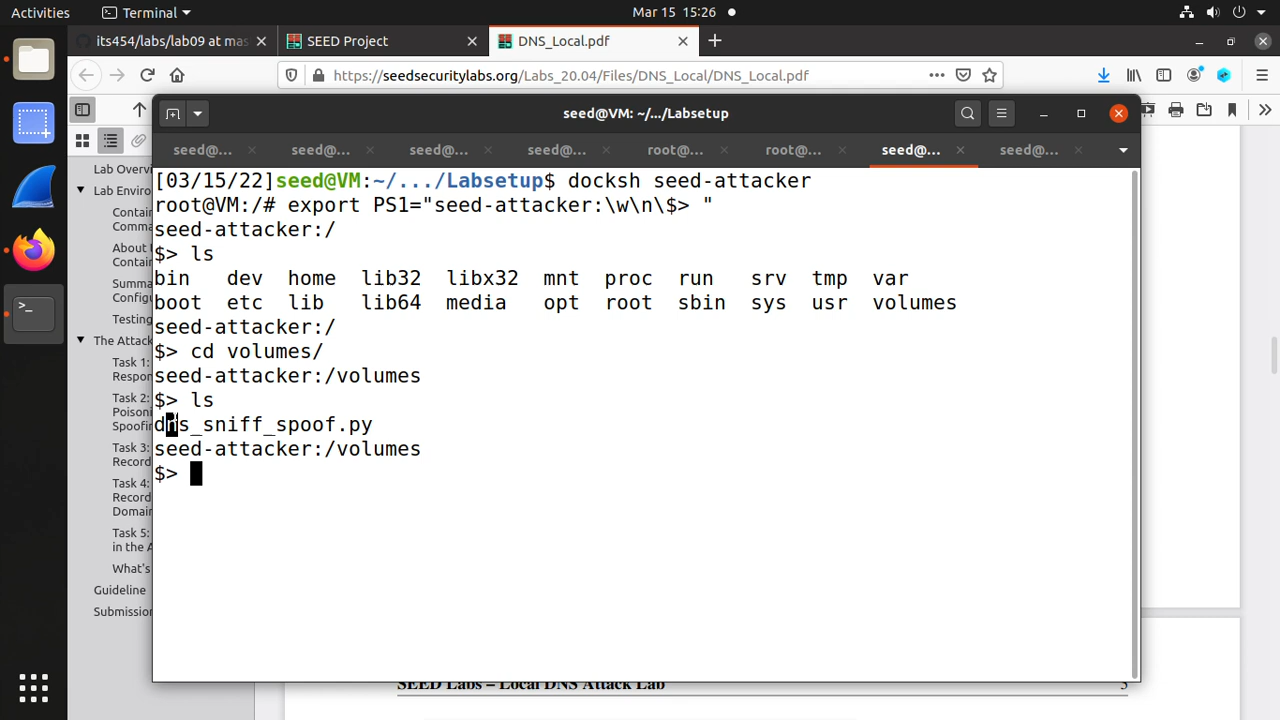 Activities
Terminal
Mar 15 15:26
its454/labs/lab09 at mas
SEED Project
DNS_Local.pdf
https://seedsecuritylabs.org/Labs_20.04/Files/DNS_Local/DNS_Local.pdf
seed@VM: ~/.../Labsetup
seed@...
seed@...
seed@...
seed@...
root@...
root@...
seed@...
seed@...
Lab Overvi
Lab Enviro
Contain
Comma
About t
Contain
Summa
Configu
Testing
The Attack
Task 1:
Respon
Task 2:
Poisoni
Spoofin
Task 3:
Record
Task 4:
Record
Domain
Task 5:
in the A
What's
Guideline
Submission
[03/15/22]seed@VM:~/.../Labsetup$ docksh seed-attacker
root@VM:/# export PS1="seed-attacker:\w\n\$> "
seed-attacker:/
$> ls
bin dev home lib32 libx32 mnt proc run srv tmp var
boot etc lib lib64 media opt root sbin sys usr volumes
seed-attacker:/
$> cd volumes/
seed-attacker:/volumes
$> ls
dns_sniff_spoof.py
seed-attacker:/volumes
$>
SEED Labs – Local DNS Attack Lab